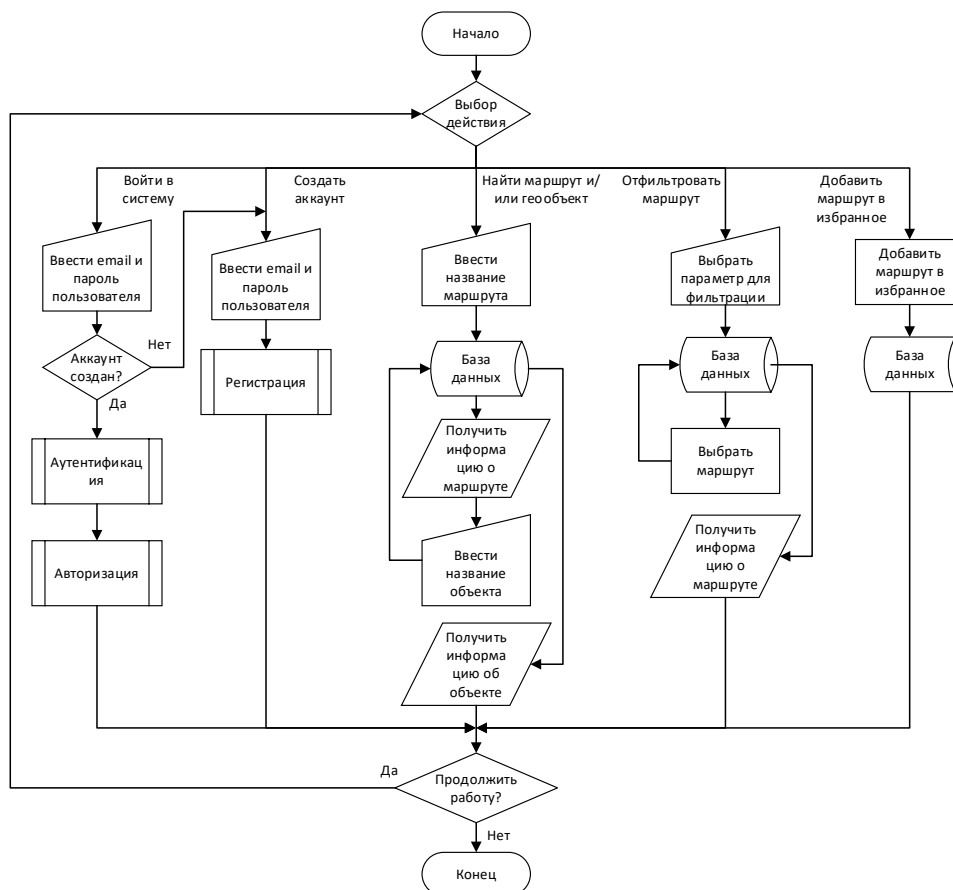 Начало
Выбор
действия
Войти в
систему
Создать
аккаунт
Найти маршрут и/
или геообъект
Отфильтровать
маршрут
Добавить
маршрут в
избранное
Ввести email и
пароль
пользователя
Ввести email и
пароль
пользователя
Ввести
название
маршрута
Выбрать
параметр для
фильтрации
Добавить
маршрут в
избранное
Аккаунт
создан?
Нет
Да
Регистрация
База
данных
База
данных
База
данных
Получить
информа
цию о
маршруте
Выбрать
маршрут
Аутентификац
ия
Авторизация
Ввести
название
объекта
Получить
информа
цию о
маршруте
Получить
информа
цию об
объекте
Да
Продолжить
работу?
Нет
Конец